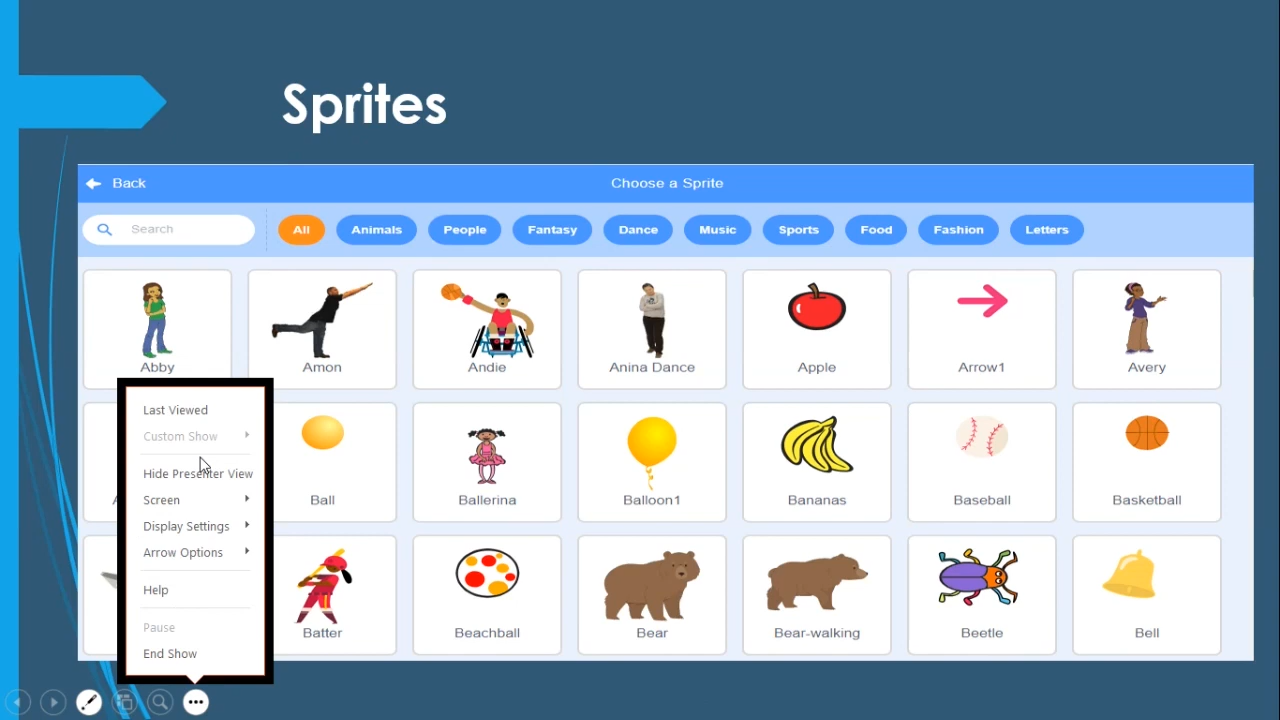 Sprites
Back
Choose a Sprite
Search
All
Animals
People
Fantasy
Dance
Music
Sports
Food
Fashion
Letters
Abby
Amon
Andie
Anina Dance
Apple
Arrow1
Avery
Ball
Ballerina
Balloon1
Bananas
Baseball
Basketball
Batter
Beachball
Bear
Bear-walking
Beetle
Bell
Last Viewed
Custom Show
Hide Presenter View
Screen
Display Settings
Arrow Options
Help
Pause
End Show